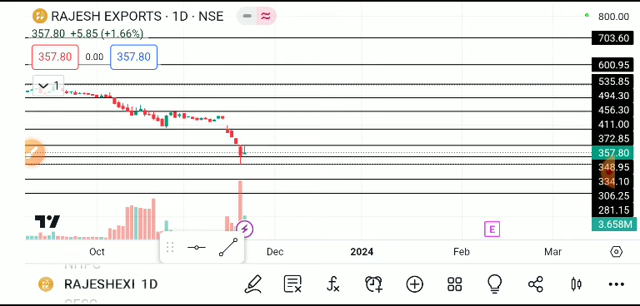 RAJESH EXPORTS · 1D · NSE
357.80 +5.85 (+1.66%)
357.80 0.00 357.80
1
800.00
703.60
600.95
535.85
494.30
456.30
411.00
372.85
357.80
348.95
334.10
306.25
281.15
3.658M
E
Oct Dec 2024 Feb Mar
RAJESHEXI 1D